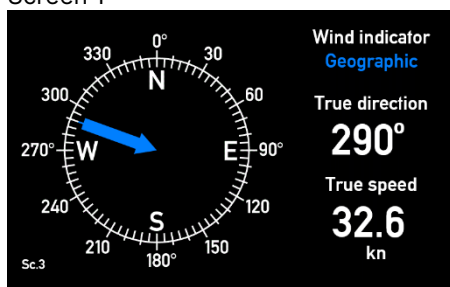 Screen 1
Wind indicator
Geographic
True direction
290°
True speed
32.6
kn
0°
30
60
90°
120
150
180°
210
240
270°
300
330
N
E
S
W
Sc.3